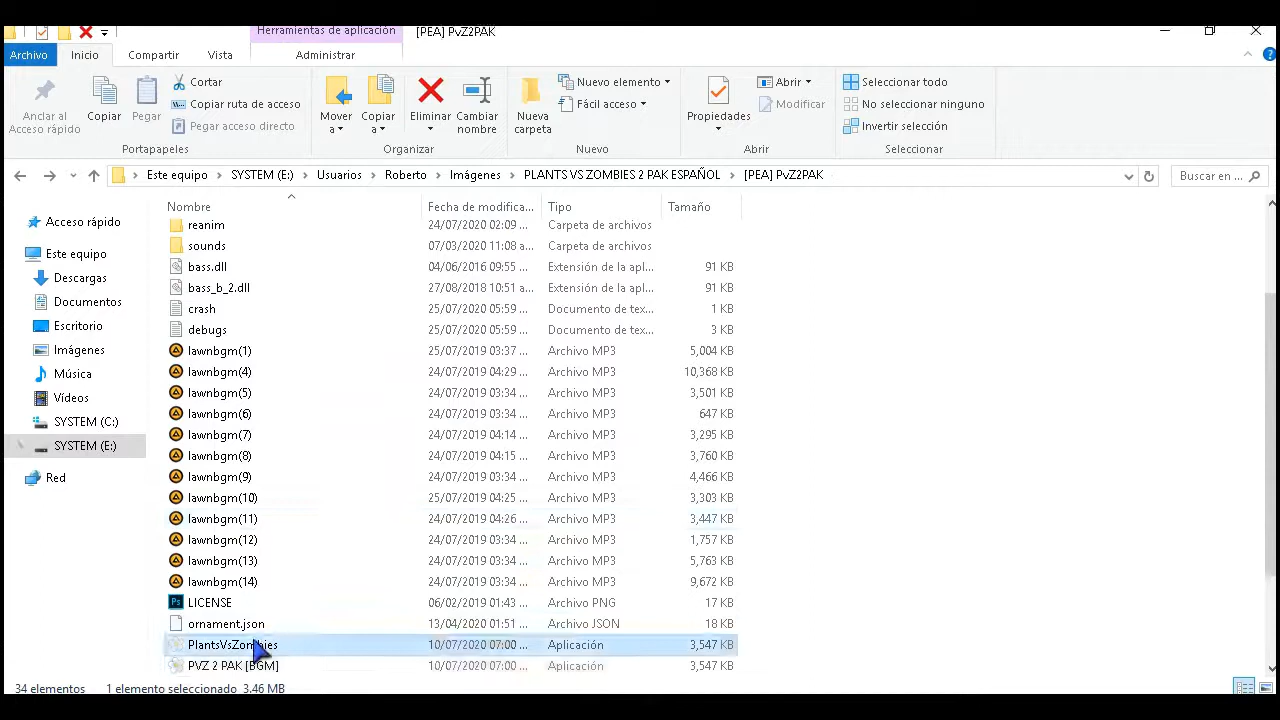 Herramientas de aplicación
[PEA] PvZ2PAK
Archivo Inicio Compartir Vista Administrar
Anclar al Acceso rápido
Copiar
Pegar
Cortar
Copiar ruta de acceso
Pegar acceso directo
Portapapeles
Mover a
Copiar a
Eliminar
Cambiar nombre
Organizar
Nueva carpeta
Nuevo elemento
Fácil acceso
Nuevo
Propiedades
Abrir
Modificar
Abrir
Seleccionar todo
No seleccionar ninguno
Invertir selección
Seleccionar
Este equipo > SYSTEM (E:) > Usuarios > Roberto > Imágenes > PLANTS VS ZOMBIES 2 PAK ESPAÑOL > [PEA] PvZ2PAK
Buscar en ...
Acceso rápido
Este equipo
Descargas
Documentos
Escritorio
Imágenes
Música
Vídeos
SYSTEM (C:)
SYSTEM (E:)
Red
Nombre Fecha de modifica... Tipo Tamaño
reanim 24/07/2020 02:09 ... Carpeta de archivos
sounds 07/03/2020 11:08 a... Carpeta de archivos
bass.dll 04/06/2016 09:55 ... Extensión de la apl... 91 KB
bass_b_2.dll 27/08/2018 10:51 a... Extensión de la apl... 91 KB
crash 25/07/2020 05:59 ... Documento de tex... 1 KB
debugs 25/07/2020 05:59 ... Documento de tex... 3 KB
lawnbgm(1) 25/07/2019 03:37 ... Archivo MP3 5,004 KB
lawnbgm(4) 24/07/2019 04:29 ... Archivo MP3 10,368 KB
lawnbgm(5) 24/07/2019 03:34 ... Archivo MP3 3,501 KB
lawnbgm(6) 24/07/2019 03:34 ... Archivo MP3 647 KB
lawnbgm(7) 24/07/2019 04:14 ... Archivo MP3 3,295 KB
lawnbgm(8) 24/07/2019 04:15 ... Archivo MP3 3,760 KB
lawnbgm(9) 24/07/2019 03:34 ... Archivo MP3 4,466 KB
lawnbgm(10) 25/07/2019 04:25 ... Archivo MP3 3,303 KB
lawnbgm(11) 24/07/2019 04:26 ... Archivo MP3 3,447 KB
lawnbgm(12) 24/07/2019 03:34 ... Archivo MP3 1,757 KB
lawnbgm(13) 24/07/2019 03:34 ... Archivo MP3 5,763 KB
lawnbgm(14) 24/07/2019 03:34 ... Archivo MP3 9,672 KB
LICENSE 06/02/2019 01:43 ... Archivo PNG 17 KB
ornament.json 13/04/2020 01:51 ... Archivo JSON 18 KB
PlantsVsZombies 10/07/2020 07:00 ... Aplicación 3,547 KB
PVZ 2 PAK [BGM] 10/07/2020 07:00 ... Aplicación 3,547 KB
34 elementos 1 elemento seleccionado 3.46 MB